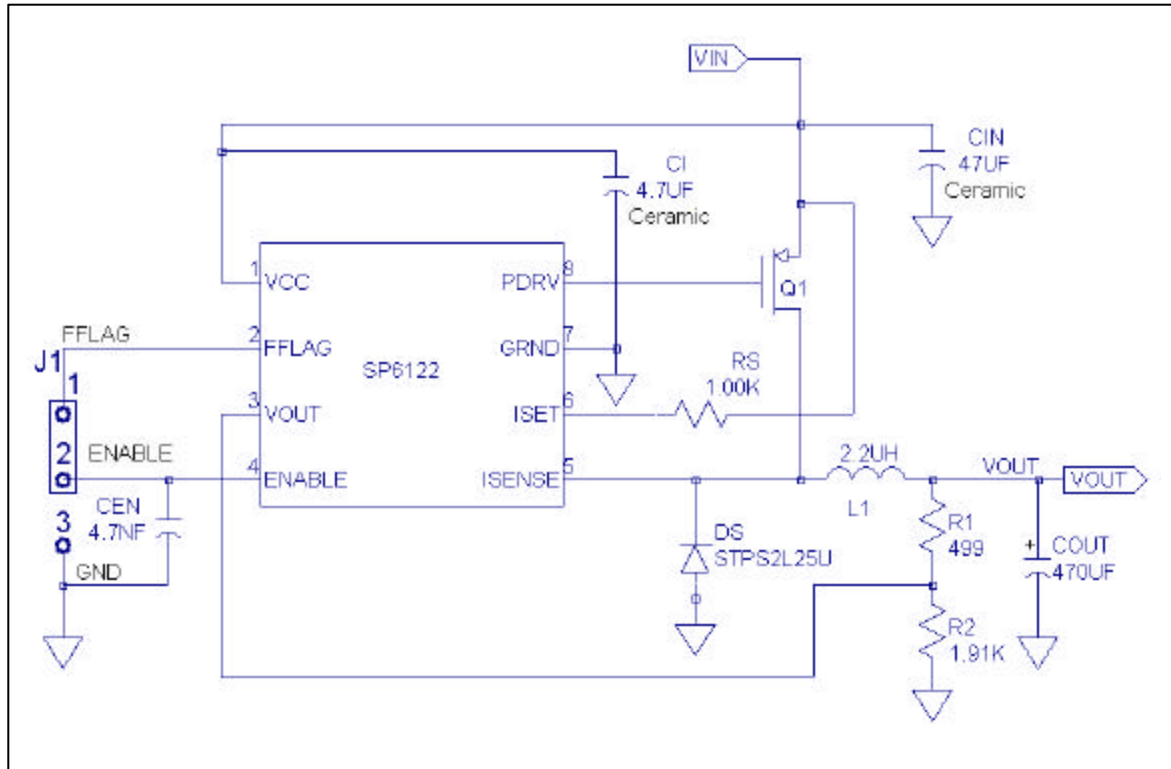 VIN
CIN
47UF
Ceramic
CI
4.7UF
Ceramic
1
VCC
PDRV
8
Q1
FFLAG
2
FFLAG
GRND
7
J1
1
SP6122
RS
1.00K
3
VOUT
ISET
6
2
ENABLE
4
ENABLE
ISENSE
5
2.2UH
L1
VOUT
VOUT
CEN
4.7NF
3
GND
DS
STPS2L25U
R1
499
+
COUT
470UF
R2
1.91K